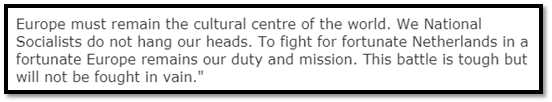 Europe must remain the cultural centre of the world. We National
Socialists do not hang our heads. To fight for fortunate Netherlands in a
fortunate Europe remains our duty and mission. This battle is tough but
will not be fought in vain."